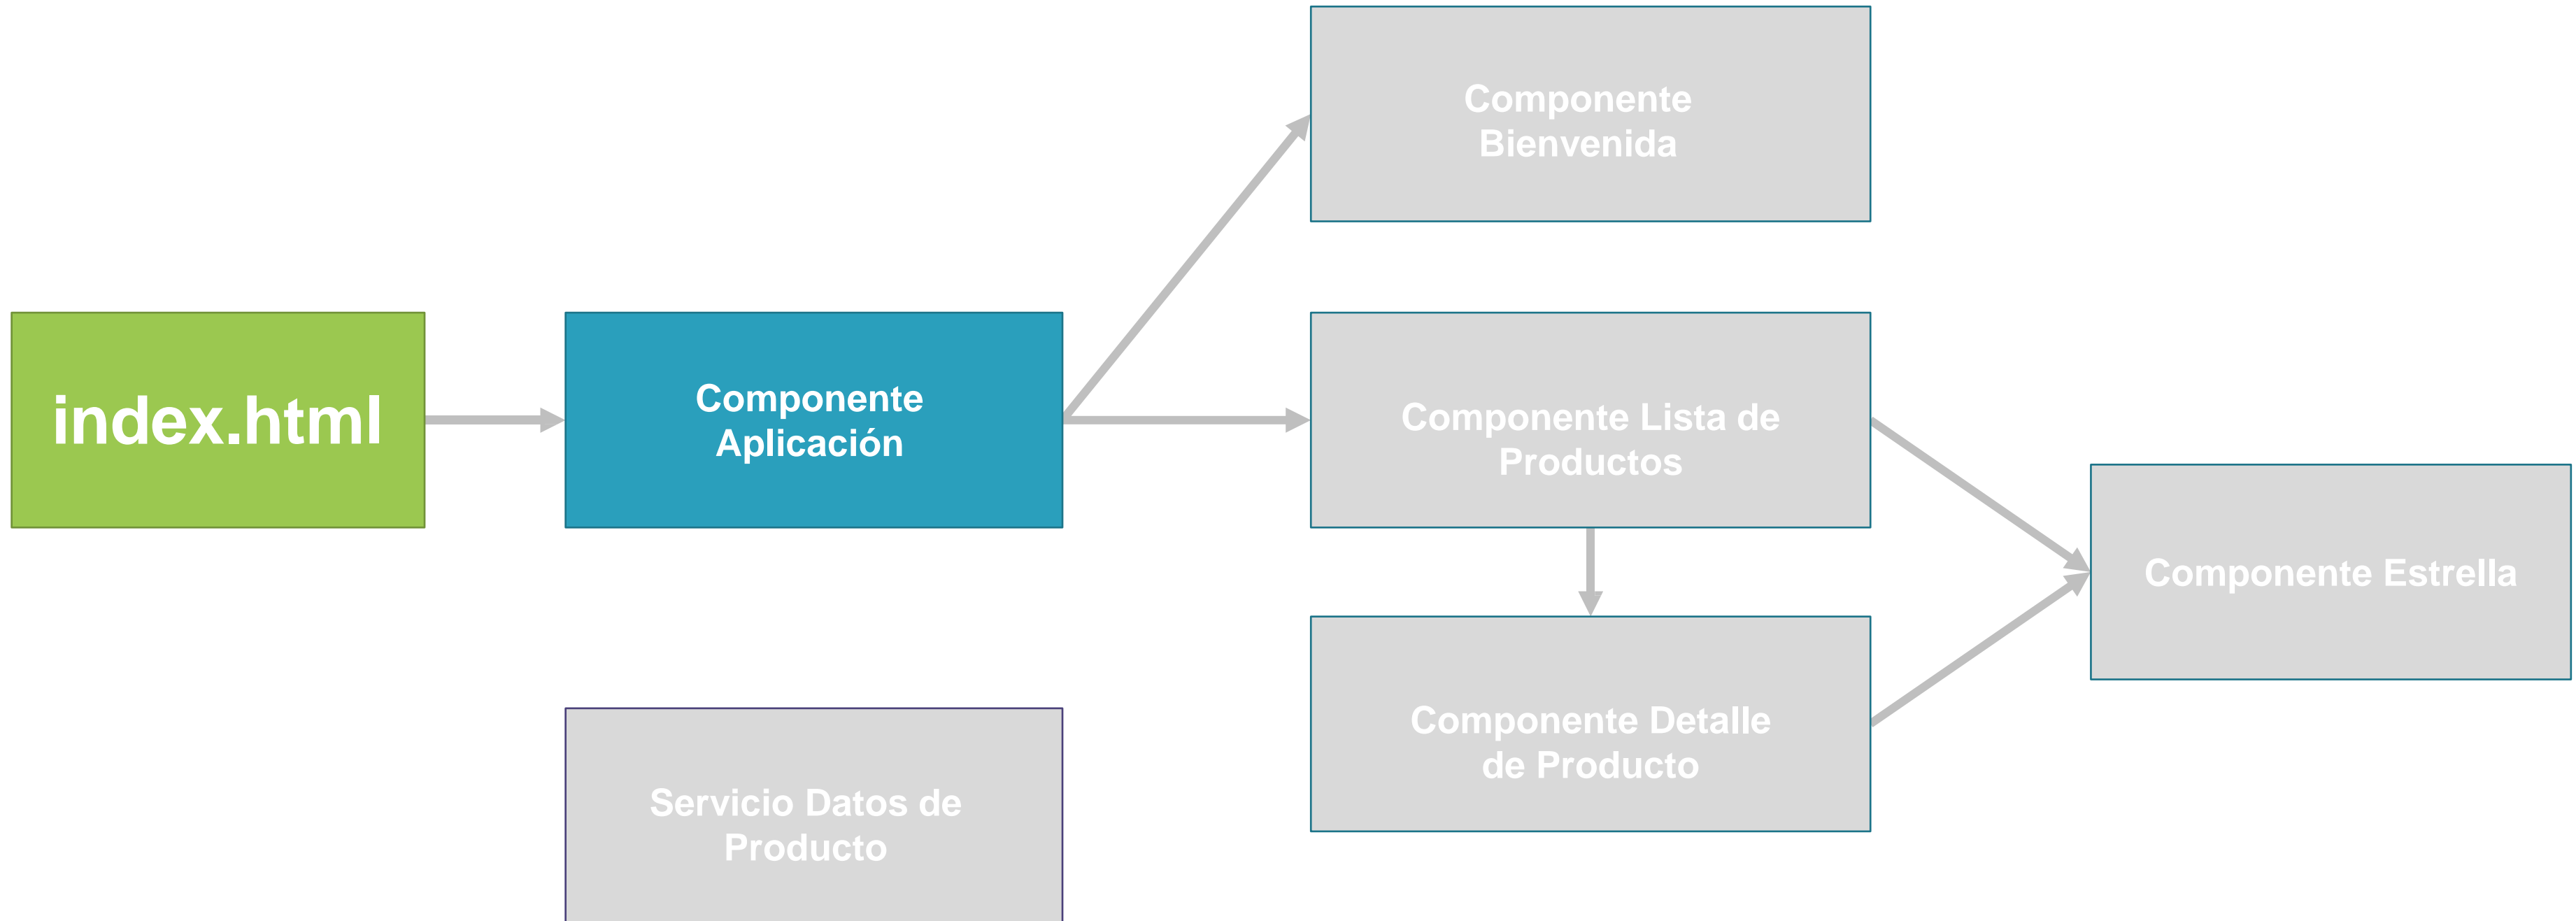 Componente
Bienvenida
index.html
Componente
Aplicación
Componente Lista de
Productos
Componente Estrella
Componente Detalle
de Producto
Servicio Datos de
Producto